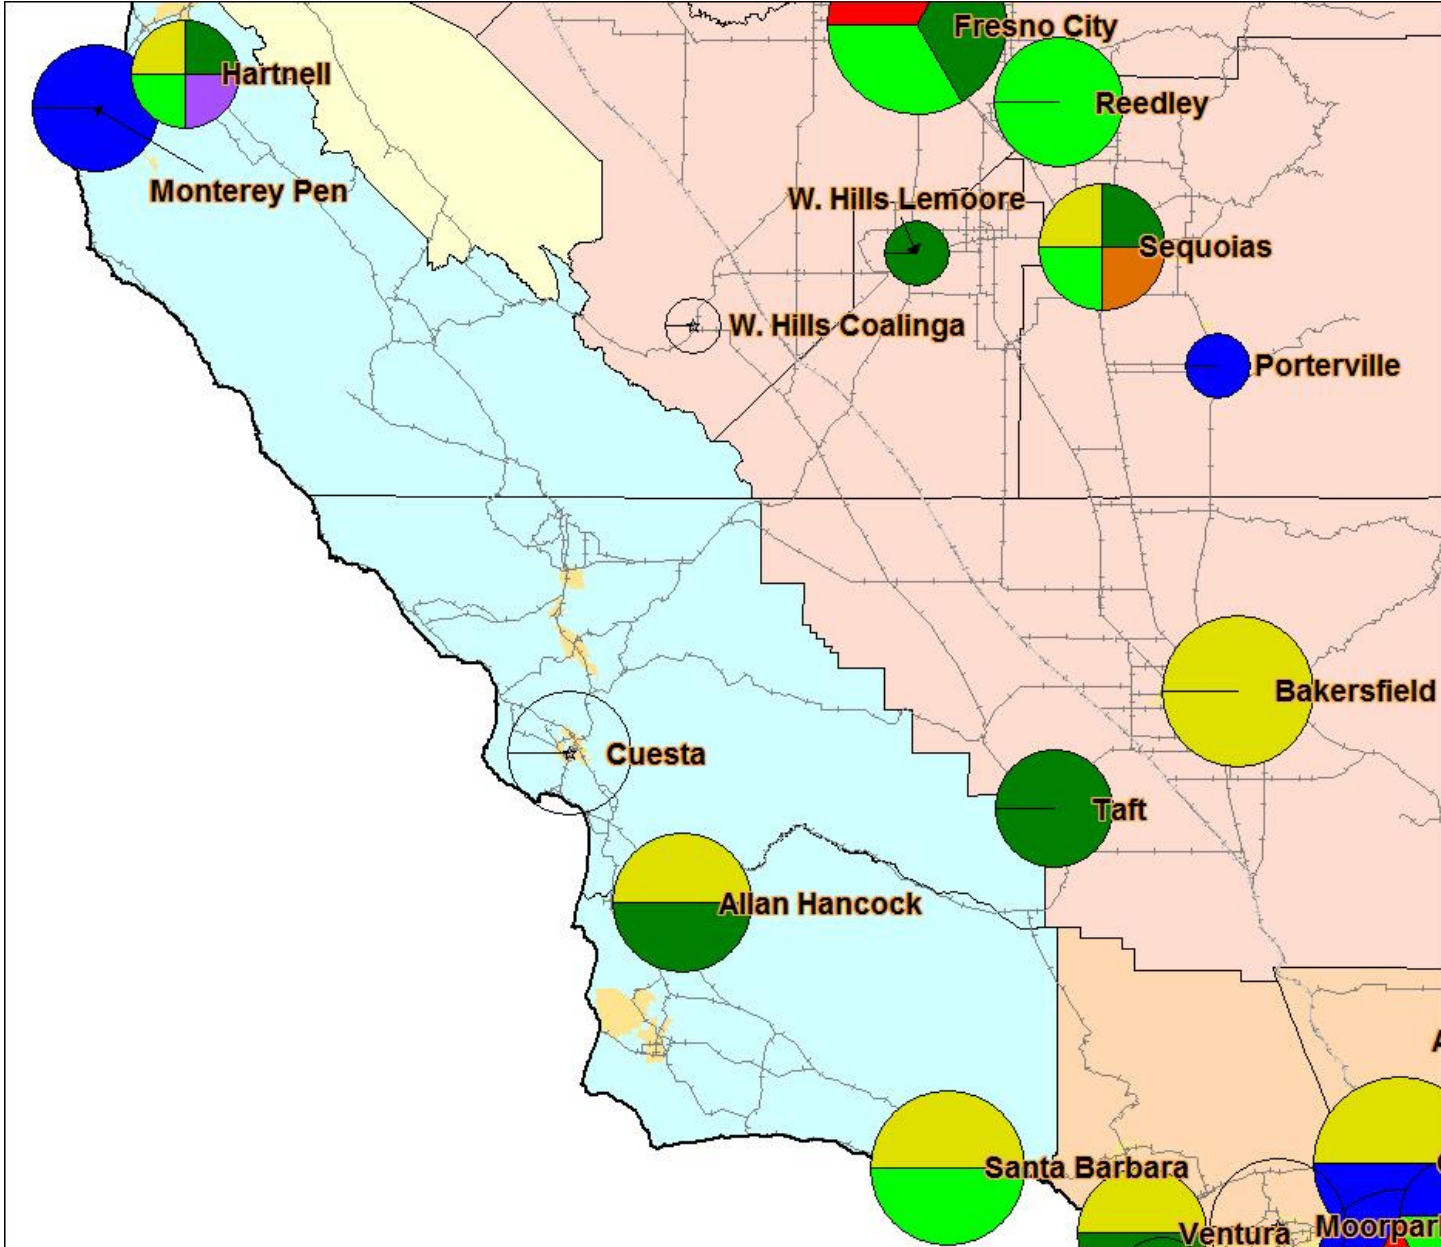 Fresno City
Hartnell
Reedley
Monterey Pen
W. Hills Lemoore
Sequoias
W. Hills Coalinga
Porterville
Bakersfield
Cuesta
Taft
Allan Hancock
Santa Barbara
Ventura